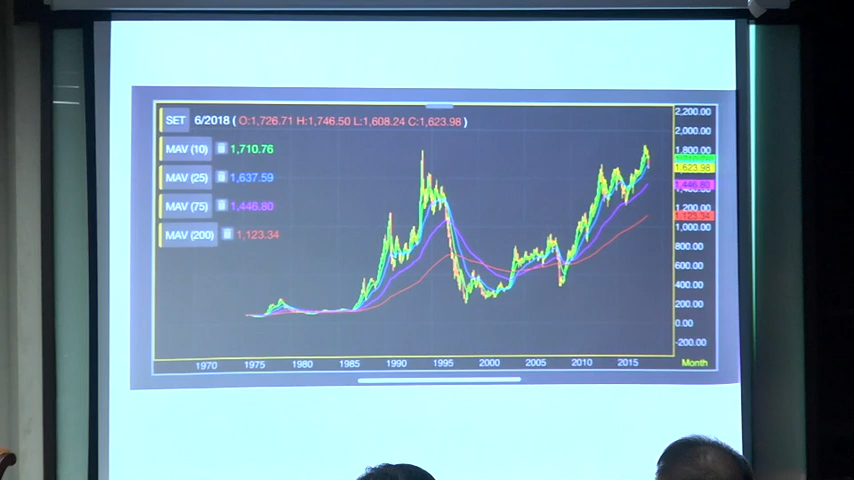 SET 6/2018 ( O:1,726.71 H:1,746.50 L:1,608.24 C:1,623.98 )
MAV (10) 1,710.76
MAV (25) 1,637.59
MAV (75) 1,446.80
MAV (200) 1,123.34
2,200.00
2,000.00
1,800.00
1,623.98
1,446.80
1,200.00
1,123.34
1,000.00
800.00
600.00
400.00
200.00
0.00
-200.00
1970 1975 1980 1985 1990 1995 2000 2005 2010 2015 Month